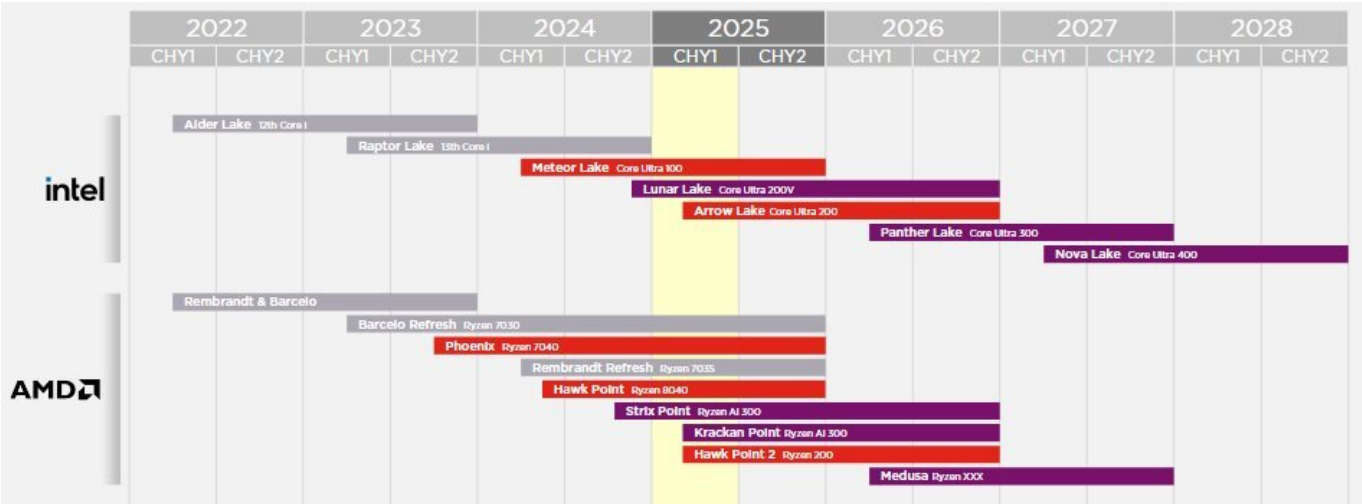 2022 2023 2024 2025 2026 2027 2028
CHY1 CHY2 CHY1 CHY2 CHY1 CHY2 CHY1 CHY2 CHY1 CHY2 CHY1 CHY2 CHY1 CHY2
intel
Alder Lake 12th Core i
Raptor Lake 13th Core i
Meteor Lake Core Ultra 100
Lunar Lake Core Ultra 200V
Arrow Lake Core Ultra 200
Panther Lake Core Ultra 300
Nova Lake Core Ultra 400
AMD
Rembrandt & Barcelo
Barcelo Refresh Ryzen 7030
Phoenix Ryzen 7040
Rembrandt Refresh Ryzen 7035
Hawk Point Ryzen 8040
Strix Point Ryzen AI 300
Krackan Point Ryzen AI 300
Hawk Point 2 Ryzen 200
Medusa Ryzen XXX